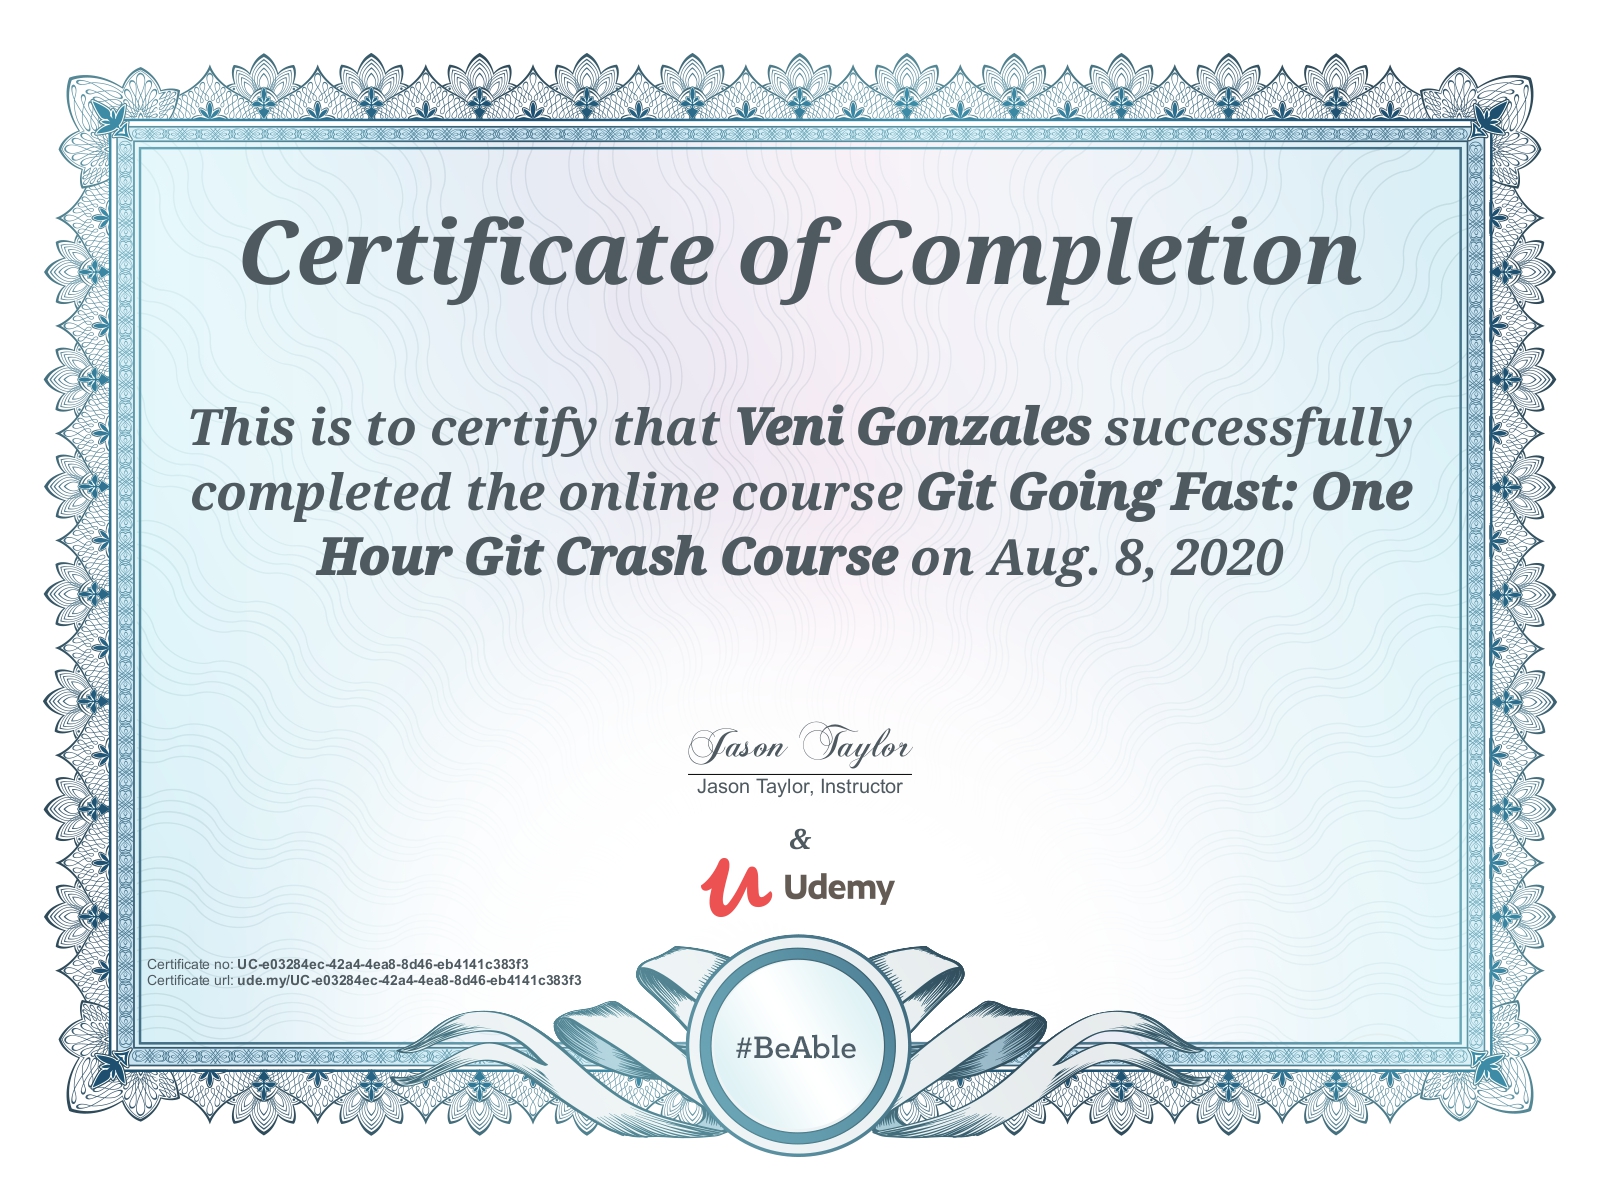 Certificate of Completion
This is to certify that Veni Gonzales successfully
completed the online course Git Going Fast: One
Hour Git Crash Course on Aug. 8, 2020
Jason Taylor
Jason Taylor, Instructor
&
Udemy
Certificate no: UC-e03284ec-42a4-4ea8-8d46-eb4141c383f3
Certificate url: ude.my/UC-e03284ec-42a4-4ea8-8d46-eb4141c383f3
#BeAble